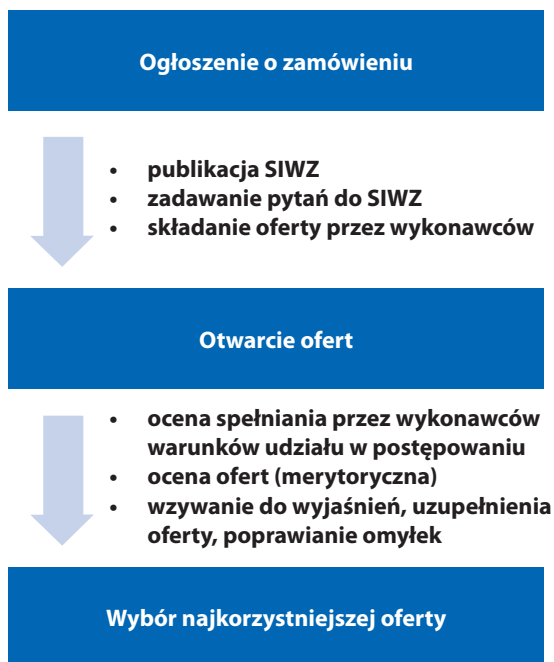 Ogłoszenie o zamówieniu
• publikacja SIWZ
• zadawanie pytań do SIWZ
• składanie oferty przez wykonawców
Otwarcie ofert
• ocena spełniania przez wykonawców
warunków udziału w postępowaniu
• ocena ofert (merytoryczna)
• wzywanie do wyjaśnień, uzupełnienia
oferty, poprawianie omyłek
Wybór najkorzystniejszej oferty